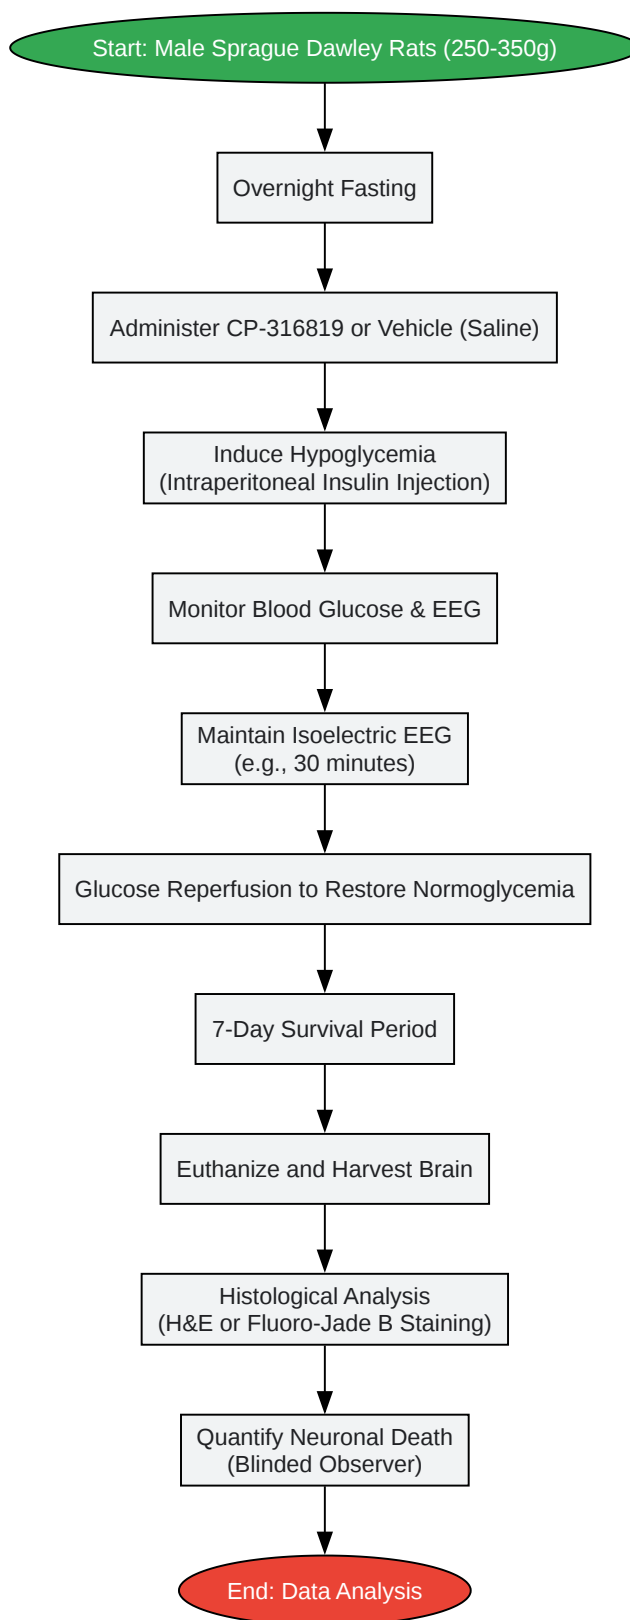 Start: Male Sprague Dawley Rats (250-350g)
Overnight Fasting
Administer CP-316819 or Vehicle (Saline)
Induce Hypoglycemia
(Intraperitoneal Insulin Injection)
Monitor Blood Glucose & EEG
Maintain Isoelectric EEG
(e.g., 30 minutes)
Glucose Reperfusion to Restore Normoglycemia
7-Day Survival Period
Euthanize and Harvest Brain
Histological Analysis
(H&E or Fluoro-Jade B Staining)
Quantify Neuronal Death
(Blinded Observer)
End: Data Analysis